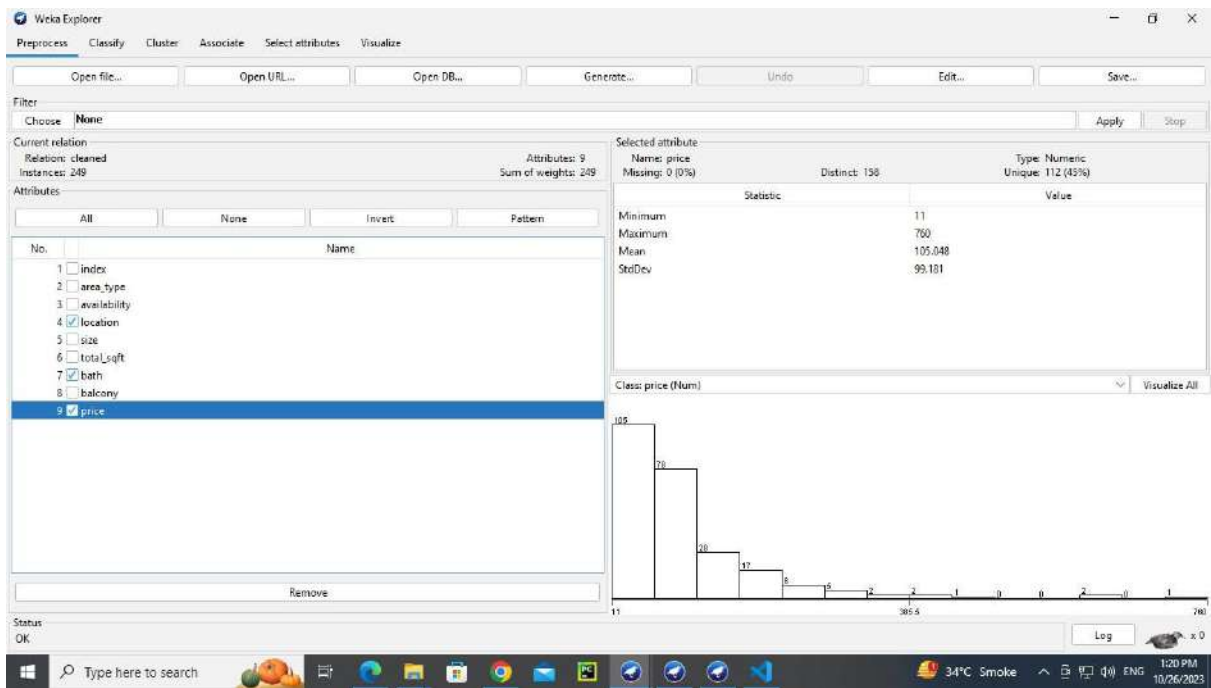 Weka Explorer
Preprocess Classify Cluster Associate Select attributes Visualize
Open file... Open URL... Open DB... Generate... Undo Edit... Save...
Filter
Choose None Apply Stop
Current relation
Relation: cleaned Attributes: 9
Instances: 249 Sum of weights: 249
Selected attribute
Name: price Type: Numeric
Missing: 0 (0%) Distinct: 158 Unique: 112 (45%)
Attributes
All None Invert Pattern
No. Name
1 index
2 area_type
3 availability
4 location
5 size
6 total_sqft
7 bath
8 balcony
9 price
Remove
Statistic Value
Minimum 11
Maximum 760
Mean 105.048
StdDev 99.181
Class: price (Num) Visualize All
105
78
28
17
8
2
2
1
0
0
2
0
1
11 385.5 760
Status
OK Log x 0
Type here to search 34°C Smoke ENG 1:20 PM
10/26/2023